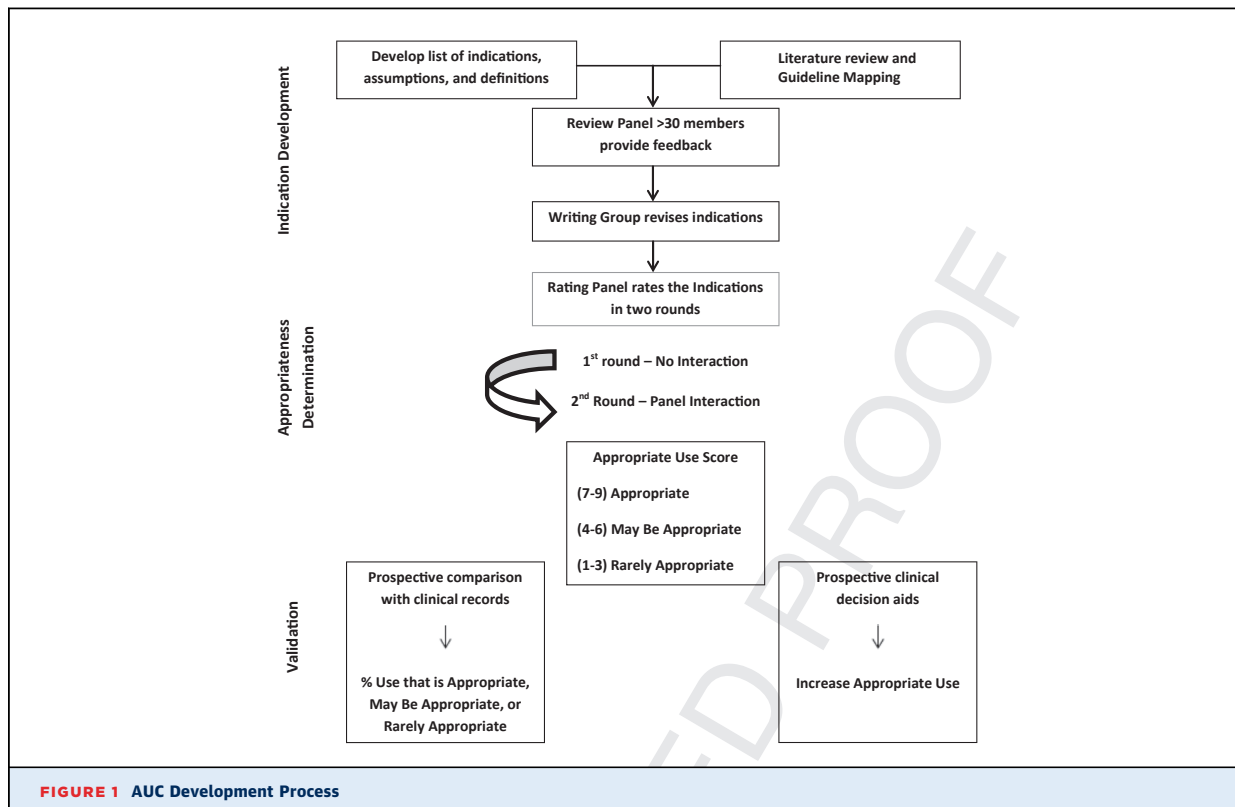 Indication Development
Develop list of indications,
assumptions, and definitions
Literature review and
Guideline Mapping
Review Panel >30 members
provide feedback
Writing Group revises indications
Appropriateness
Determination
Rating Panel rates the Indications
in two rounds
1st round – No Interaction
2nd Round – Panel Interaction
Appropriate Use Score
(7-9) Appropriate
(4-6) May Be Appropriate
(1-3) Rarely Appropriate
Validation
Prospective comparison
with clinical records
% Use that is Appropriate,
May Be Appropriate, or
Rarely Appropriate
Prospective clinical
decision aids
Increase Appropriate Use
ED PROOF
FIGURE 1 AUC Development Process